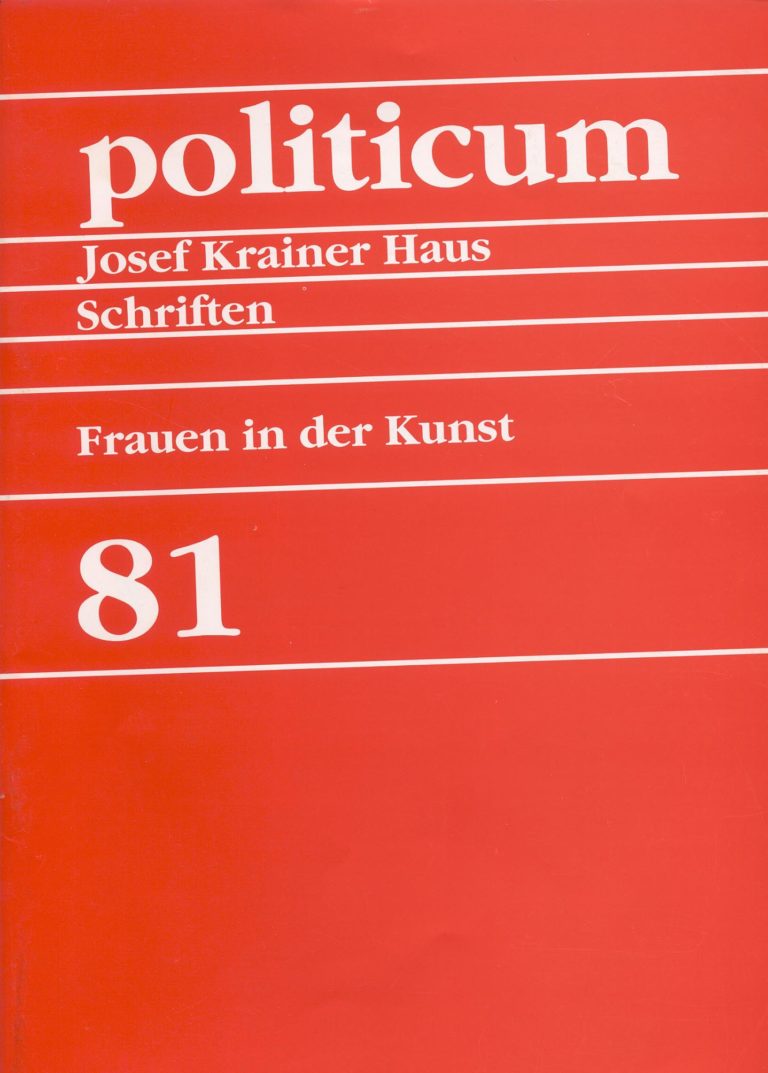 politicum
Josef Krainer Haus
Schriften
Frauen in der Kunst
81